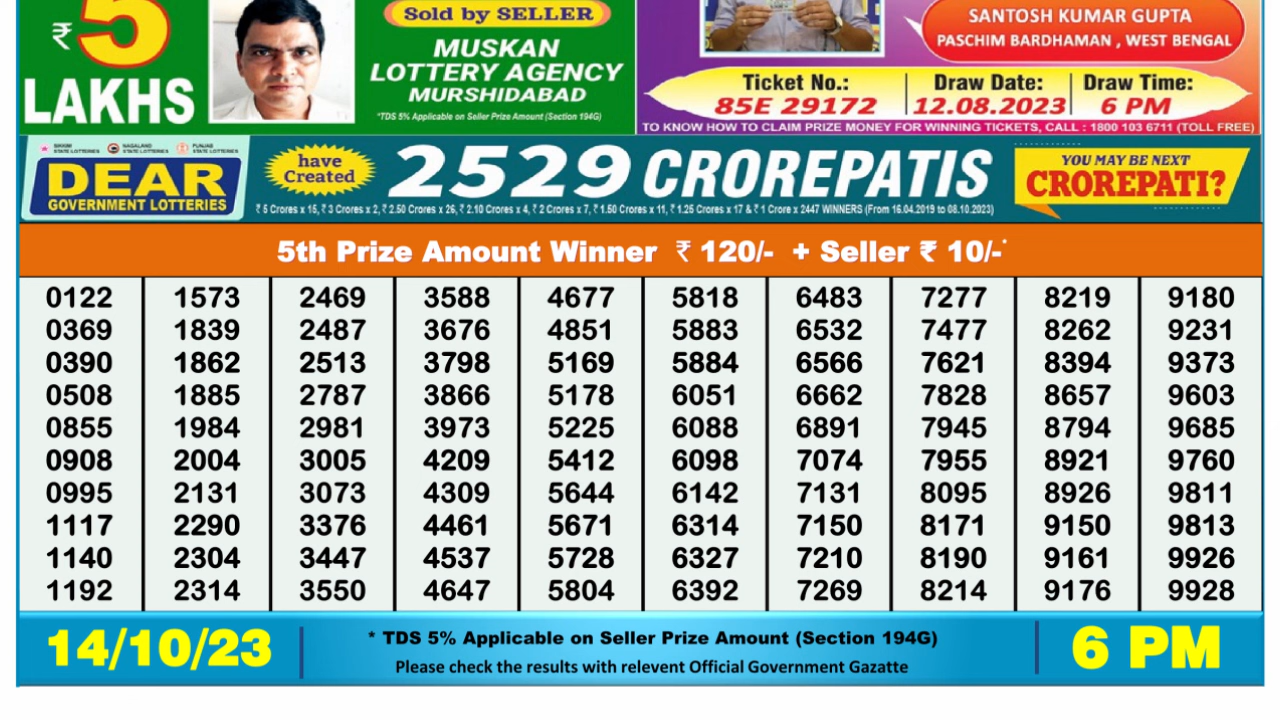 ₹ 5
LAKHS
Sold by SELLER
MUSKAN
LOTTERY AGENCY
MURSHIDABAD
*TDS 5% Applicable on Seller Prize Amount (Section 194G)
SANTOSH KUMAR GUPTA
PASCHIM BARDHAMAN , WEST BENGAL
Ticket No.: Draw Date: Draw Time:
85E 29172 12.08.2023 6 PM
TO KNOW HOW TO CLAIM PRIZE MONEY FOR WINNING TICKETS, CALL : 1800 103 6711 (TOLL FREE)
SIKKIM STATE LOTTERIES NAGALAND STATE LOTTERIES PUNJAB STATE LOTTERIES
DEAR
GOVERNMENT LOTTERIES
have
Created
2529 CROREPATIS
₹ 5 Crores x 15, ₹ 3 Crores x 2, ₹ 2.50 Crores x 26, ₹ 2.10 Crores x 4, ₹ 2 Crores x 7, ₹ 1.50 Crores x 11, ₹ 1.25 Crores x 17 & ₹ 1 Crore x 2447 WINNERS (From 16.04.2019 to 08.10.2023)
YOU MAY BE NEXT
CROREPATI?
5th Prize Amount Winner ₹ 120/- + Seller ₹ 10/-*
0122 1573 2469 3588 4677 5818 6483 7277 8219 9180
0369 1839 2487 3676 4851 5883 6532 7477 8262 9231
0390 1862 2513 3798 5169 5884 6566 7621 8394 9373
0508 1885 2787 3866 5178 6051 6662 7828 8657 9603
0855 1984 2981 3973 5225 6088 6891 7945 8794 9685
0908 2004 3005 4209 5412 6098 7074 7955 8921 9760
0995 2131 3073 4309 5644 6142 7131 8095 8926 9811
1117 2290 3376 4461 5671 6314 7150 8171 9150 9813
1140 2304 3447 4537 5728 6327 7210 8190 9161 9926
1192 2314 3550 4647 5804 6392 7269 8214 9176 9928
14/10/23
* TDS 5% Applicable on Seller Prize Amount (Section 194G)
Please check the results with relevent Official Government Gazatte
6 PM